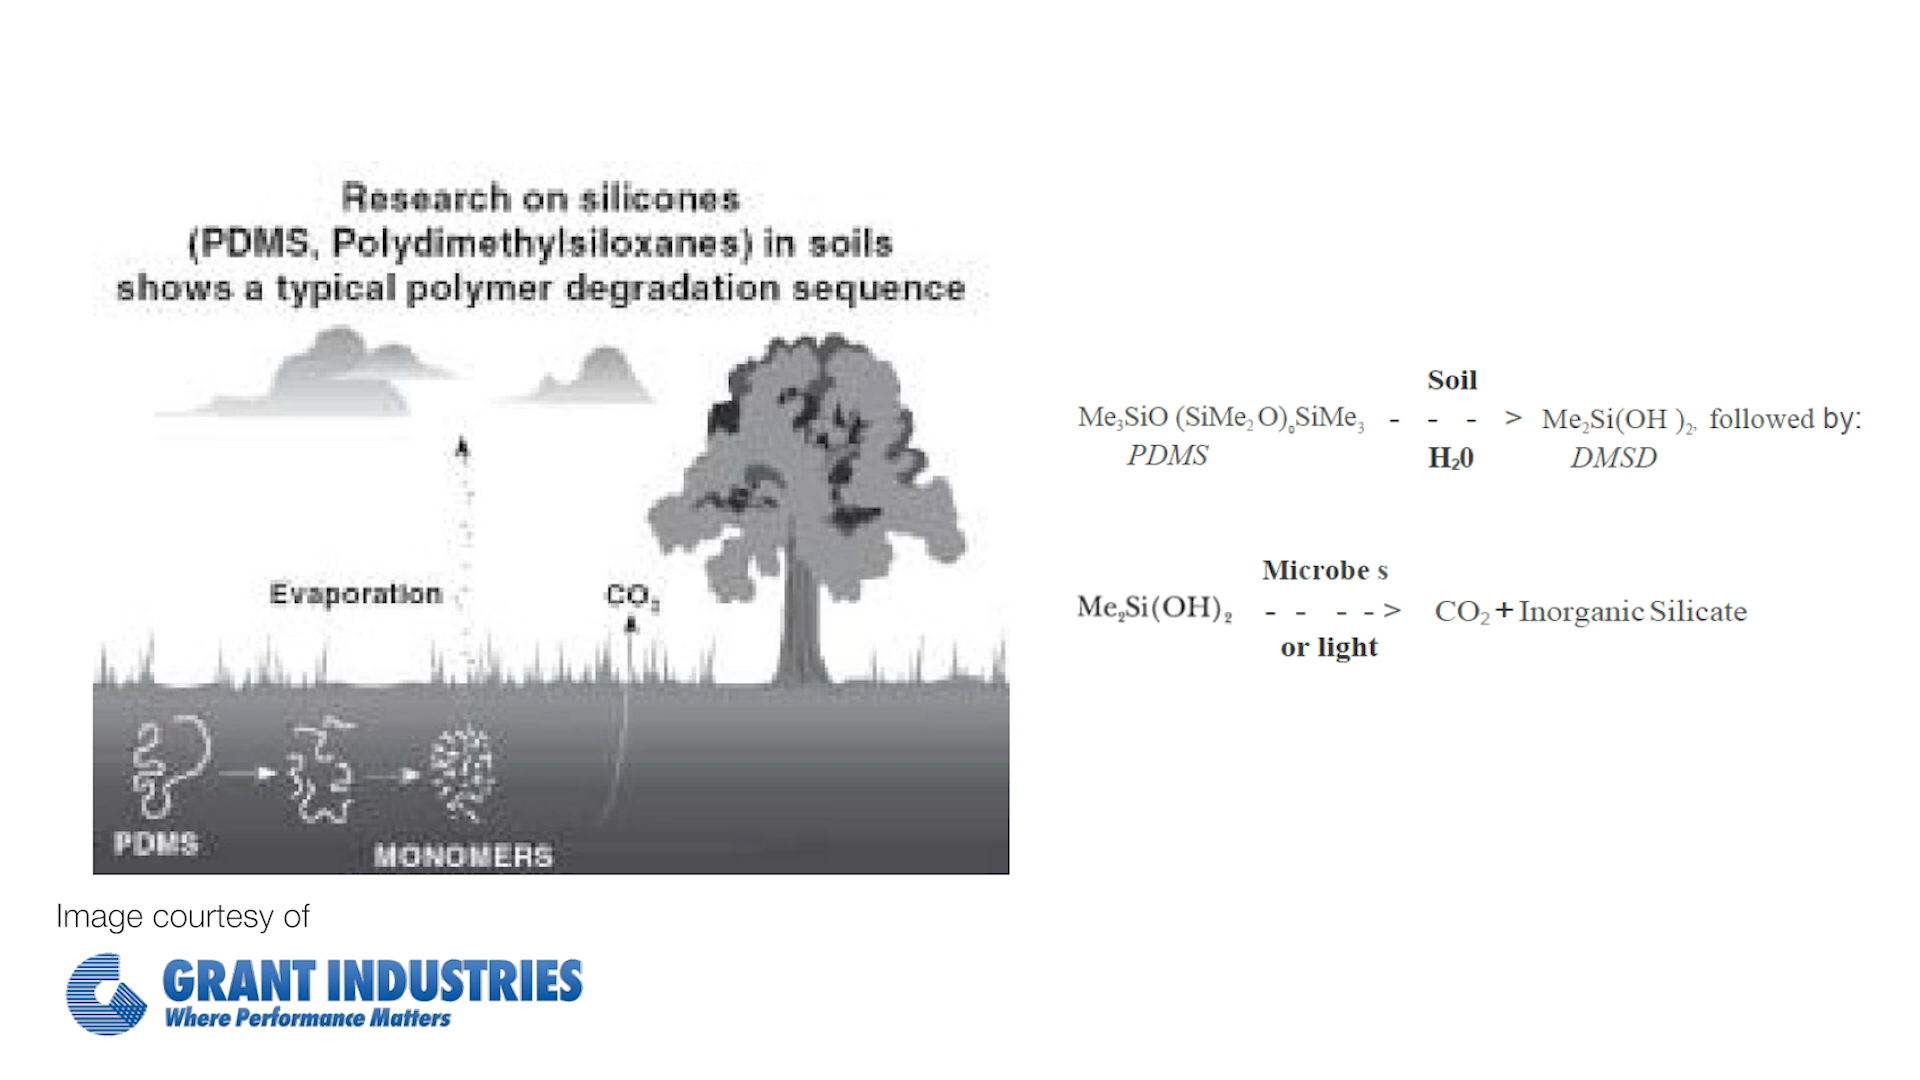 Research on silicones
(PDMS, Polydimethylsiloxanes) in soils
shows a typical polymer degradation sequence
Evaporation
CO₂
PDMS
MONOMERS
Soil
Me₃SiO (SiMe₂O)ₙSiMe₃ - - - > Me₂Si(OH )₂, followed by:
PDMS H₂0 DMSD
Microbe s
Me₂Si(OH)₂ - - - -> CO₂ + Inorganic Silicate
or light
Image courtesy of
GRANT INDUSTRIES
Where Performance Matters